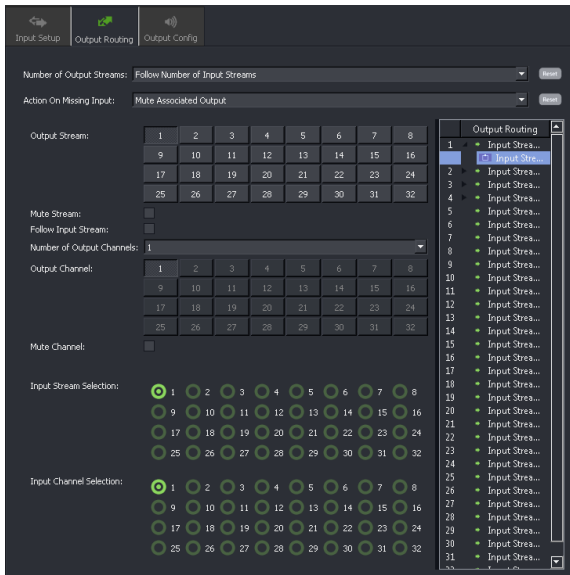 Input Setup Output Routing Output Config
Number of Output Streams: Follow Number of Input Streams Reset
Action On Missing Input: Mute Associated Output Reset
Output Stream: 1 2 3 4 5 6 7 8
9 10 11 12 13 14 15 16
17 18 19 20 21 22 23 24
25 26 27 28 29 30 31 32
Mute Stream:
Follow Input Stream:
Number of Output Channels: 1
Output Channel: 1 2 3 4 5 6 7 8
9 10 11 12 13 14 15 16
17 18 19 20 21 22 23 24
25 26 27 28 29 30 31 32
Mute Channel:
Input Stream Selection: 1 2 3 4 5 6 7 8
9 10 11 12 13 14 15 16
17 18 19 20 21 22 23 24
25 26 27 28 29 30 31 32
Input Channel Selection: 1 2 3 4 5 6 7 8
9 10 11 12 13 14 15 16
17 18 19 20 21 22 23 24
25 26 27 28 29 30 31 32
Output Routing
1 Input Strea...
Input Stre...
2 Input Strea...
3 Input Strea...
4 Input Strea...
5 Input Strea...
6 Input Strea...
7 Input Strea...
8 Input Strea...
9 Input Strea...
10 Input Strea...
11 Input Strea...
12 Input Strea...
13 Input Strea...
14 Input Strea...
15 Input Strea...
16 Input Strea...
17 Input Strea...
18 Input Strea...
19 Input Strea...
20 Input Strea...
21 Input Strea...
22 Input Strea...
23 Input Strea...
24 Input Strea...
25 Input Strea...
26 Input Strea...
27 Input Strea...
28 Input Strea...
29 Input Strea...
30 Input Strea...
31 Input Strea...